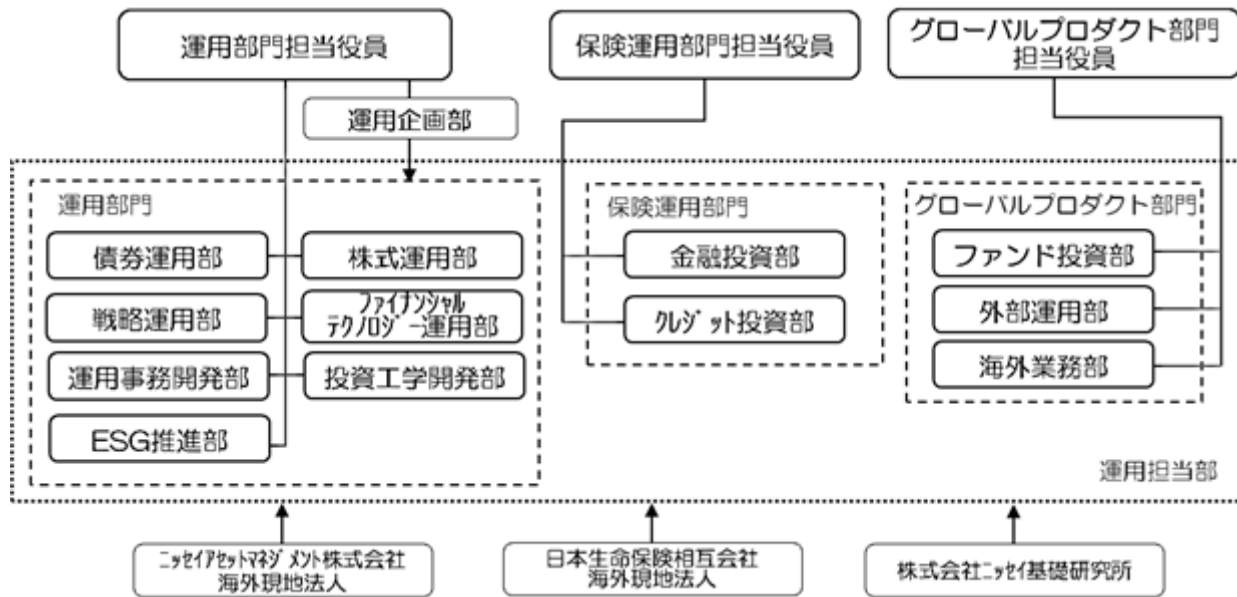 運用部門担当役員
保険運用部門担当役員
グローバルプロダクト部門
担当役員
運用企画部
運用部門
債券運用部
株式運用部
戦略運用部
ファイナンシャル
テクノロジー運用部
運用事務開発部
投資工学開発部
ESG推進部
保険運用部門
金融投資部
クレジット投資部
グローバルプロダクト部門
ファンド投資部
外部運用部
海外業務部
運用担当部
ニッセイアセットマネジメント株式会社
海外現地法人
日本生命保険相互会社
海外現地法人
株式会社ニッセイ基礎研究所